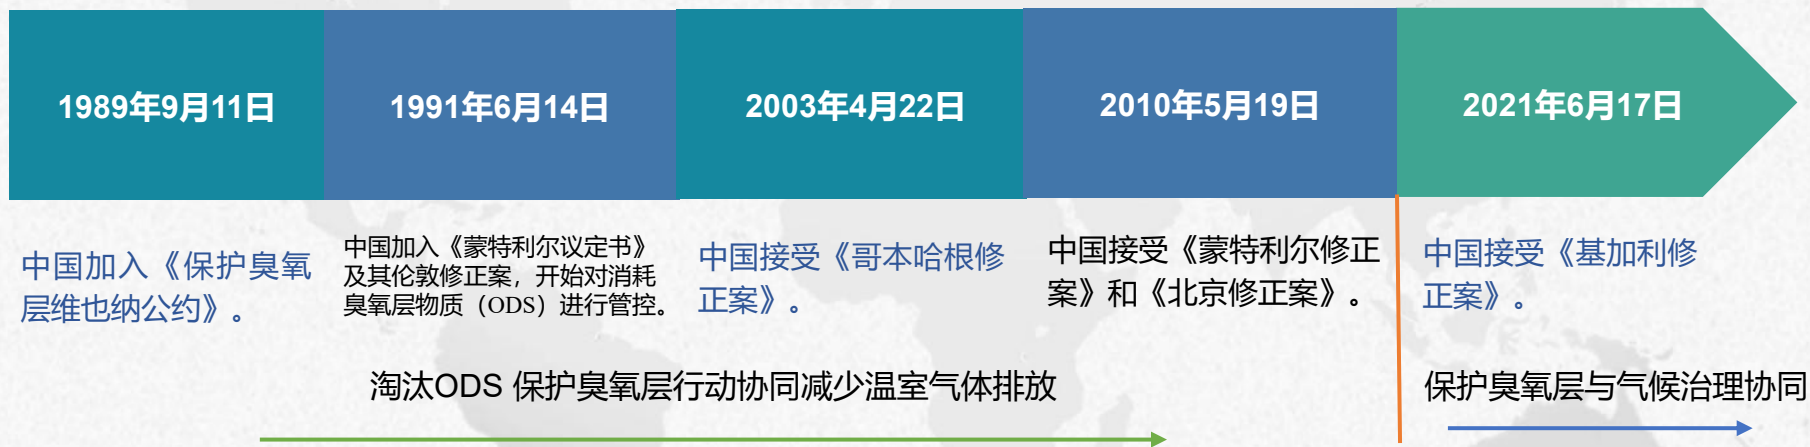 1989年9月11日
1991年6月14日
2003年4月22日
2010年5月19日
2021年6月17日
中国加入《保护臭氧
层维也纳公约》。
中国加入《蒙特利尔议定书》
及其伦敦修正案，开始对消耗
臭氧层物质（ODS）进行管控。
中国接受《哥本哈根修
正案》。
中国接受《蒙特利尔修正
案》和《北京修正案》。
中国接受《基加利修
正案》。
淘汰ODS 保护臭氧层行动协同减少温室气体排放
保护臭氧层与气候治理协同